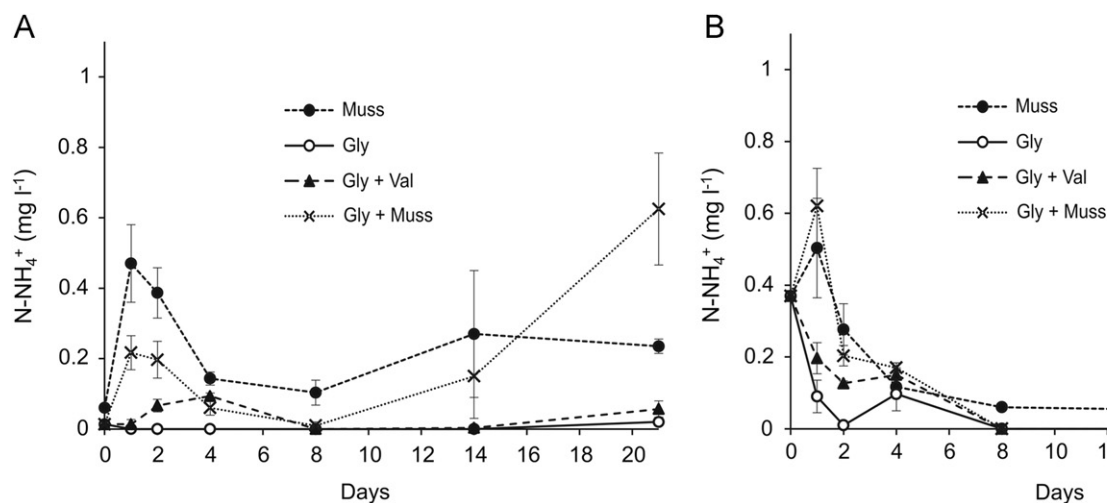 A
N-NH₄⁺ (mg l⁻¹)
1
0.8
0.6
0.4
0.2
0
Muss
Gly
Gly + Val
Gly + Muss
0 2 4 6 8 10 12 14 16 18 20
Days
B
N-NH₄⁺ (mg l⁻¹)
1
0.8
0.6
0.4
0.2
0
Muss
Gly
Gly + Val
Gly + Muss
0 2 4 6 8 10
Days